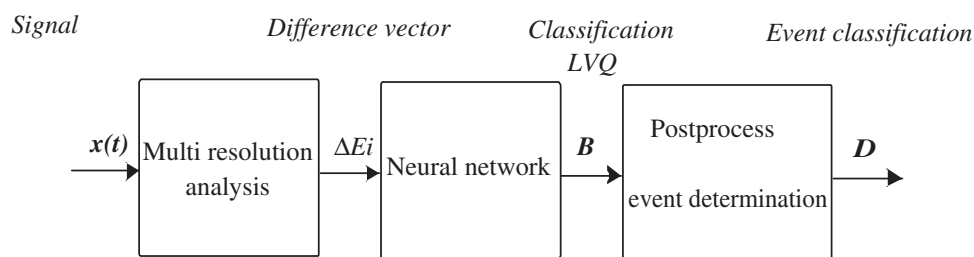 Signal
Difference vector
Classification
LVQ
Event classification
x(t)
Multi resolution
analysis
ΔEi
Neural network
B
Postprocess
event determination
D